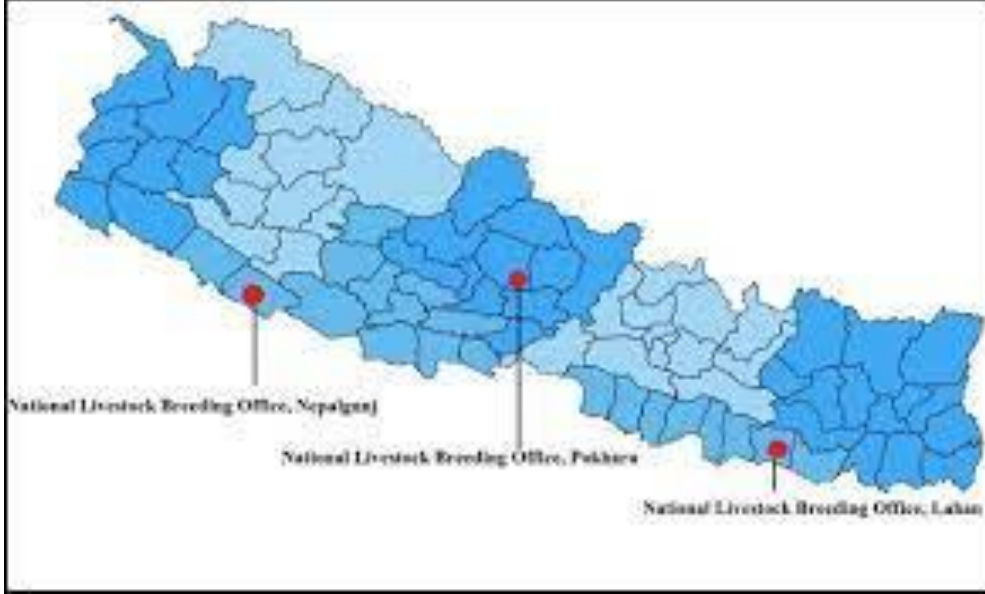 National Livestock Breeding Office, Nepalgunj
National Livestock Breeding Office, Pokhara
National Livestock Breeding Office, Lahan